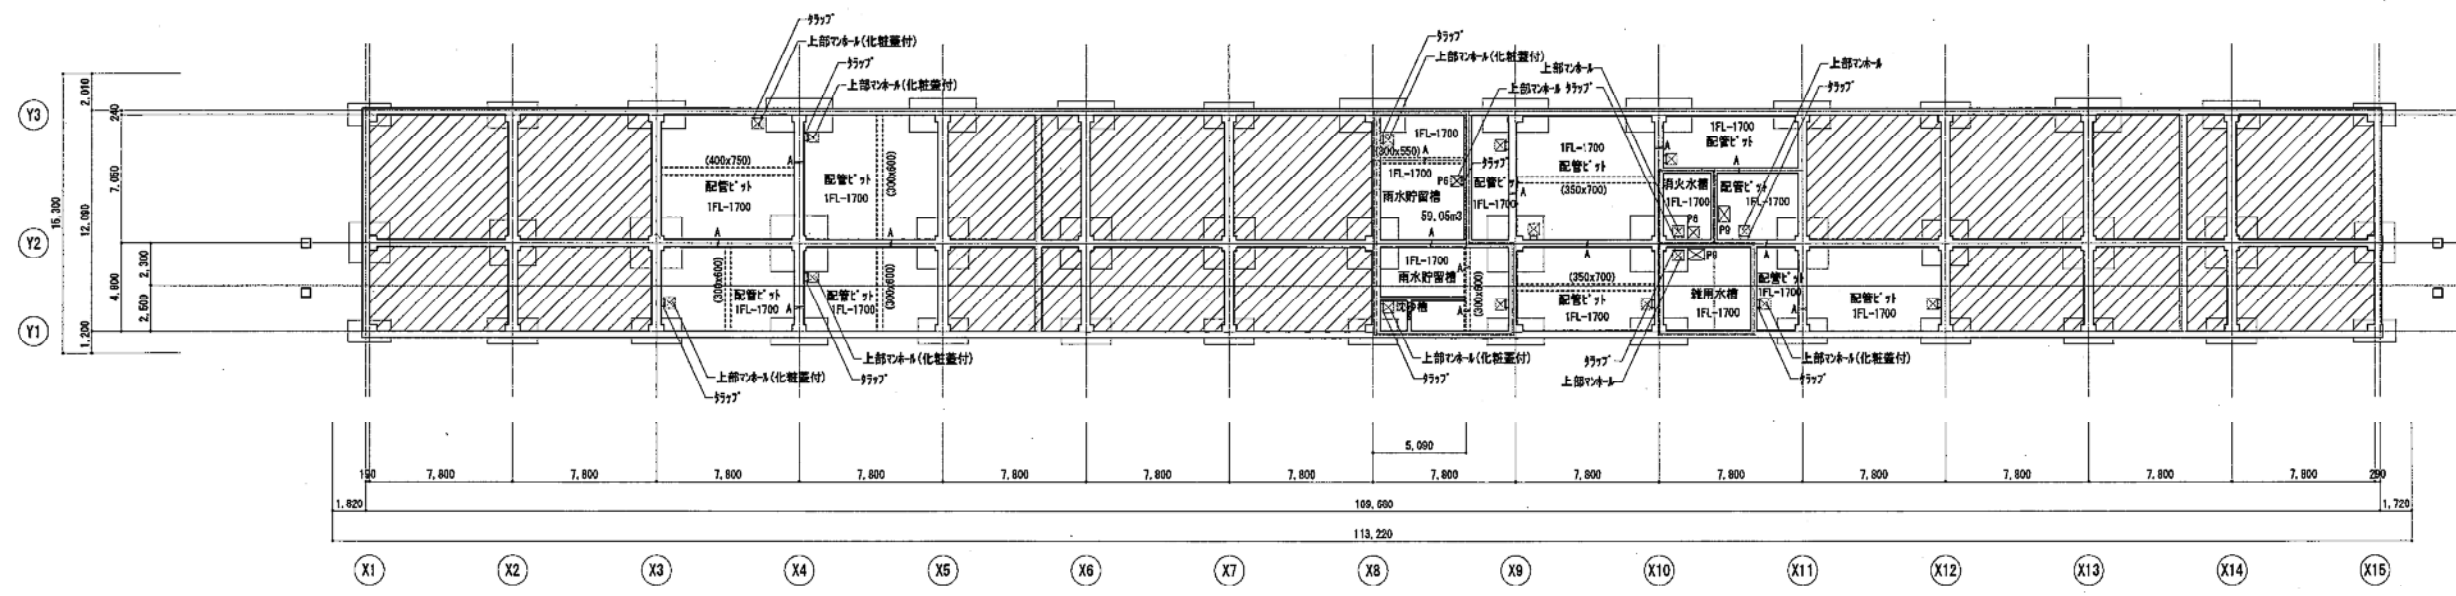 タラップ
上部マンホール(化粧蓋付)
タラップ
上部マンホール(化粧蓋付)
タラップ
上部マンホール(化粧蓋付)
上部マンホール
上部マンホール タラップ
上部マンホール
タラップ
Y3
Y2
Y1
2,010
240
7,050
12,090
15,300
4,800
2,300
2,500
1,200
(400x750)
配管ピット
1FL-1700
A
A
配管ピット
1FL-1700
(300x600)
A
(300x600)
配管ピット
1FL-1700
A
配管ピット
1FL-1700
(300x600)
1FL-1700
(300x550)
A
1FL-1700
P6
雨水貯留槽
59.05m3
A
タラップ
配管ピット
1FL-1700
A
1FL-1700
配管ピット
(350x700)
A
1FL-1700
配管ピット
A
消火水槽
1FL-1700
P8
配管ピット
1FL-1700
P9
1FL-1700
雨水貯留槽
A
沈砂槽
A
(300x600)
A
(350x700)
配管ピット
1FL-1700
P9
雑用水槽
1FL-1700
A
配管ピット
1FL-1700
A
配管ピット
1FL-1700
上部マンホール(化粧蓋付)
タラップ
上部マンホール(化粧蓋付)
タラップ
上部マンホール(化粧蓋付)
タラップ
タラップ
上部マンホール
上部マンホール(化粧蓋付)
タラップ
5,090
190 7,800 7,800 7,800 7,800 7,800 7,800 7,800 7,800 7,800 7,800 7,800 7,800 7,800 7,800 290
1,820 109,680 1,720
113,220
X1 X2 X3 X4 X5 X6 X7 X8 X9 X10 X11 X12 X13 X14 X15